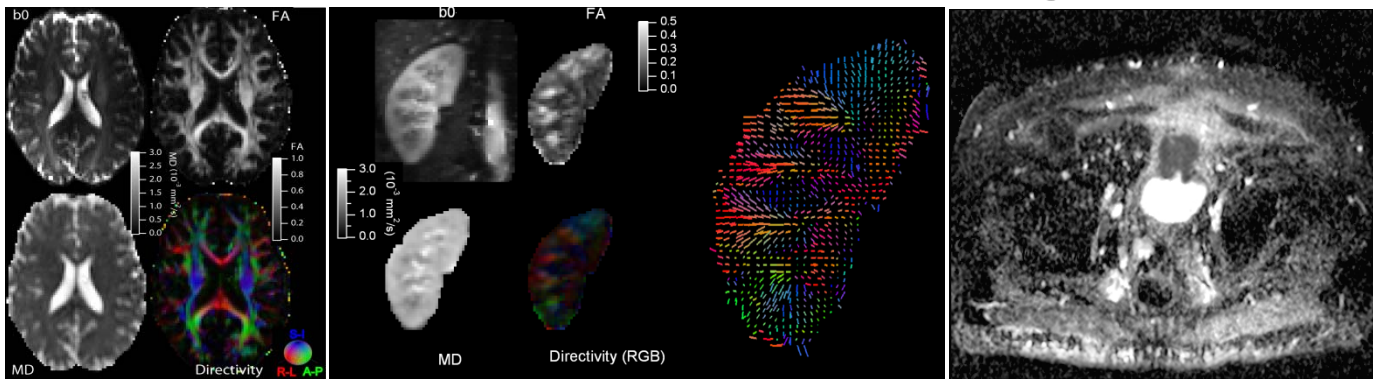 b0
FA
FA
3.0
2.5
2.0
1.5
1.0
0.5
0.0
MD (10⁻³ mm²/s)
1.0
0.8
0.6
0.4
0.2
0.0
S-I
R-L A-P
MD
Directivity
b0
FA
0.5
0.4
0.3
0.2
0.1
0.0
3.0
2.0
1.0
0.0
(10⁻³ mm²/s)
MD
Directivity (RGB)